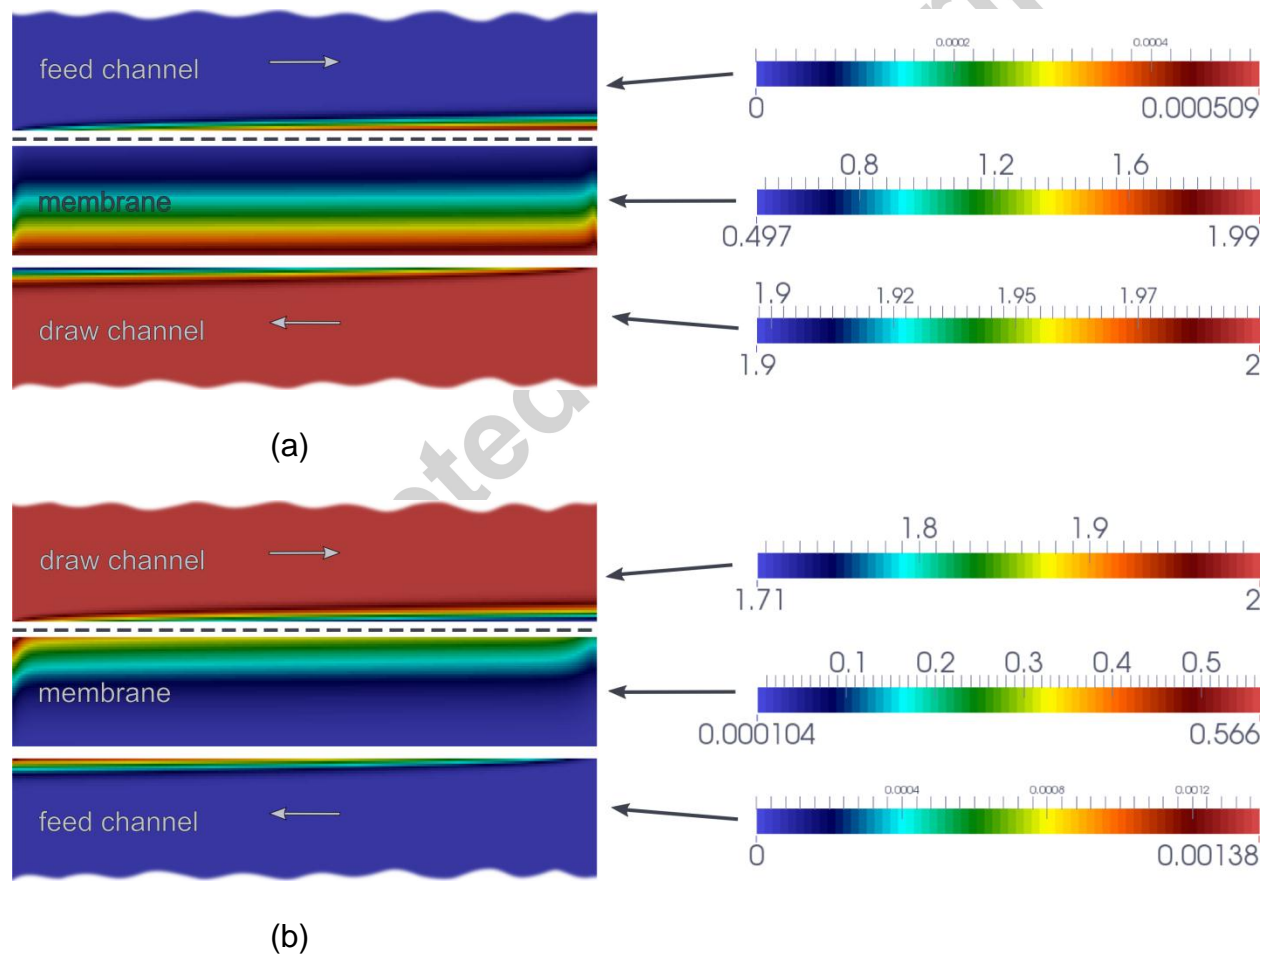 0.0002 0.0004
feed channel
0 0.000509
0.8 1.2 1.6
membrane
0.497 1.99
1.9 1.92 1.95 1.97
draw channel
1.9 2
(a)
1.8 1.9
draw channel
1.71 2
0.1 0.2 0.3 0.4 0.5
membrane
0.000104 0.566
0.0004 0.0008 0.0012
feed channel
0 0.00138
(b)